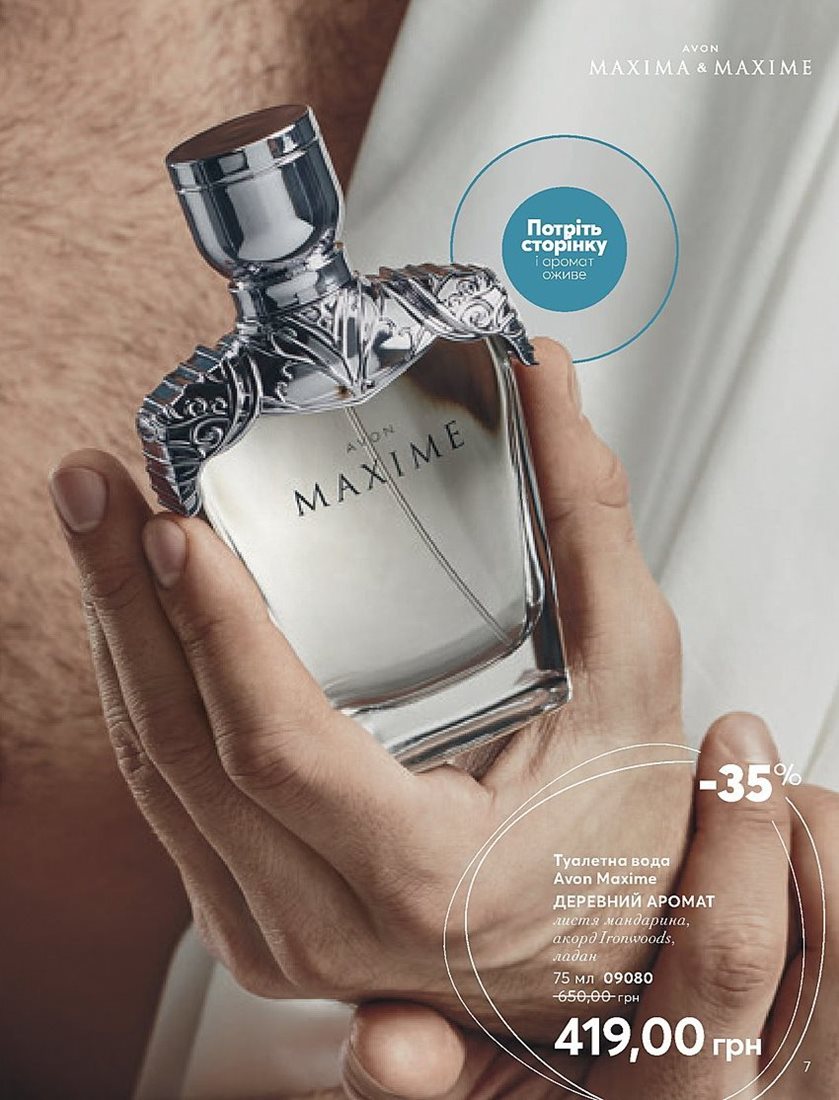 AVON
MAXIMA & MAXIME
Потріть
сторінку
і аромат
оживе
AVON
MAXIME
-35%
Туалетна вода
Avon Maxime
ДЕРЕВНИЙ АРОМАТ
листя мандарина,
акорд Ironwoods,
ладан
75 мл 09080
650,00 грн
419,00 грн
7